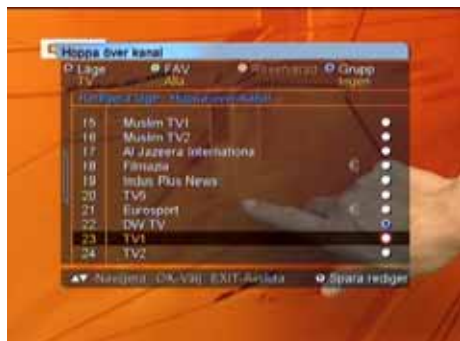 Hoppa över kanal
Läge FAV Reserverad Grupp
TV Alla Ingen
15 Muslim TV1
16 Muslim TV2
17 Al Jazeera Internationa
18 Filmazia €
19 Indus Plus News
20 TV5
21 Eurosport €
22 DW TV
23 TV1
24 TV2
▲▼-Navigera OK-Välj EXIT-Avsluta Spara rediger